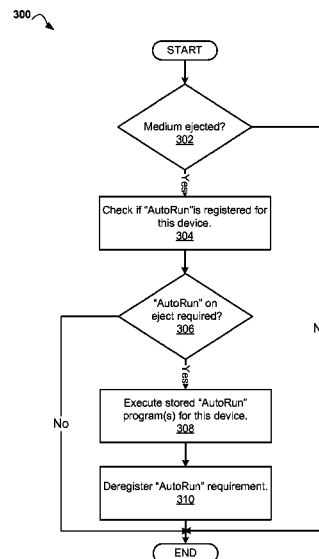 300
START
Medium ejected?
302
Yes
Check if "AutoRun"is registered for
this device.
304
"AutoRun" on
eject required?
306
Yes
No
Execute stored "AutoRun"
program(s) for this device.
308
Deregister "AutoRun" requirement.
310
END